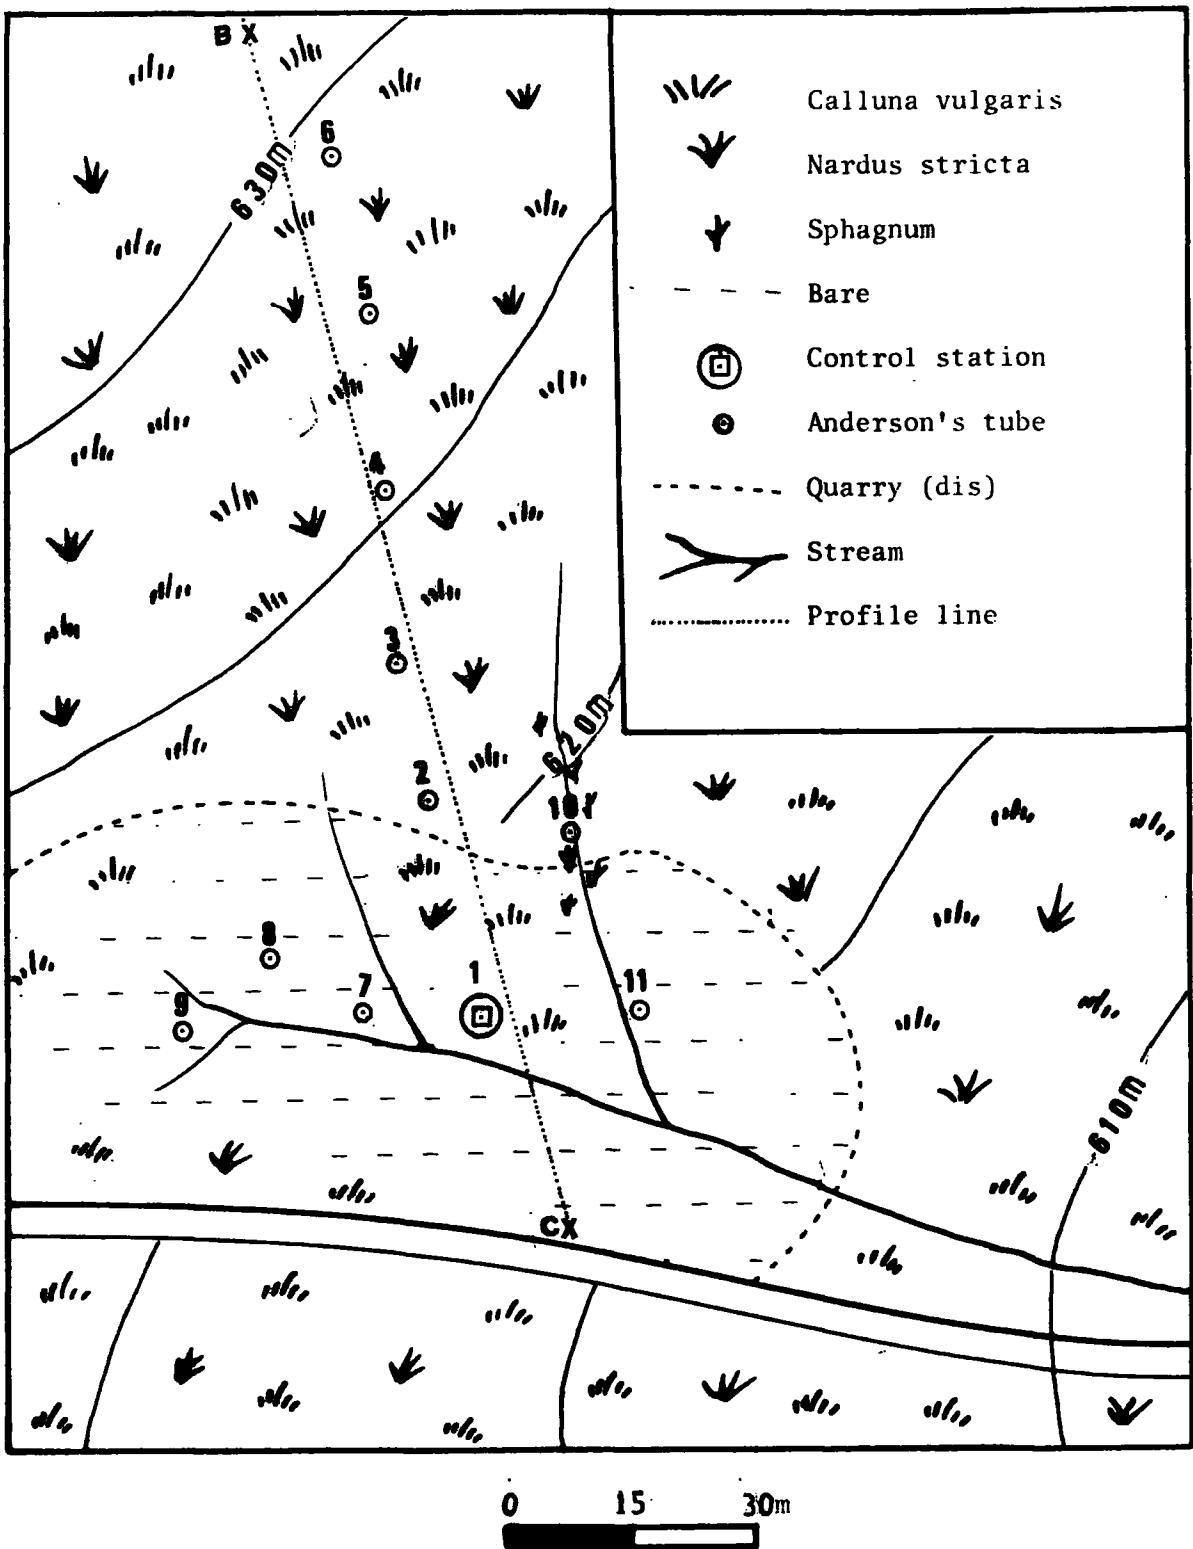 B X
6
630m
5
4
3
2
620m
10
8
1
11
7
9
610m
CX
Calluna vulgaris
Nardus stricta
Sphagnum
Bare
Control station
Anderson's tube
Quarry (dis)
Stream
Profile line
0 15 30m